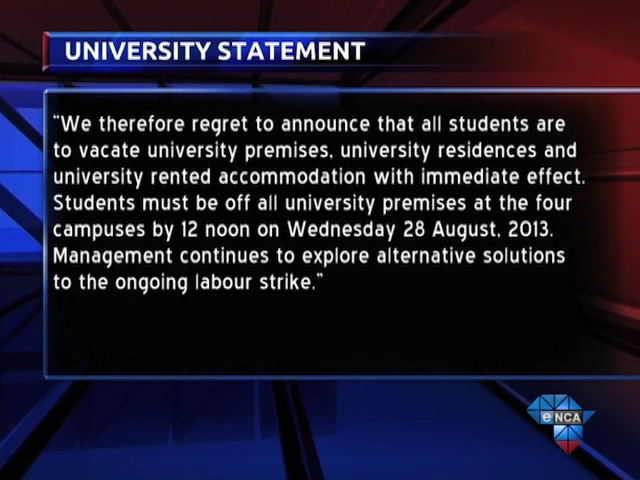 UNIVERSITY STATEMENT
"We therefore regret to announce that all students are
to vacate university premises, university residences and
university rented accommodation with immediate effect.
Students must be off all university premises at the four
campuses by 12 noon on Wednesday 28 August, 2013.
Management continues to explore alternative solutions
to the ongoing labour strike."
eNCA